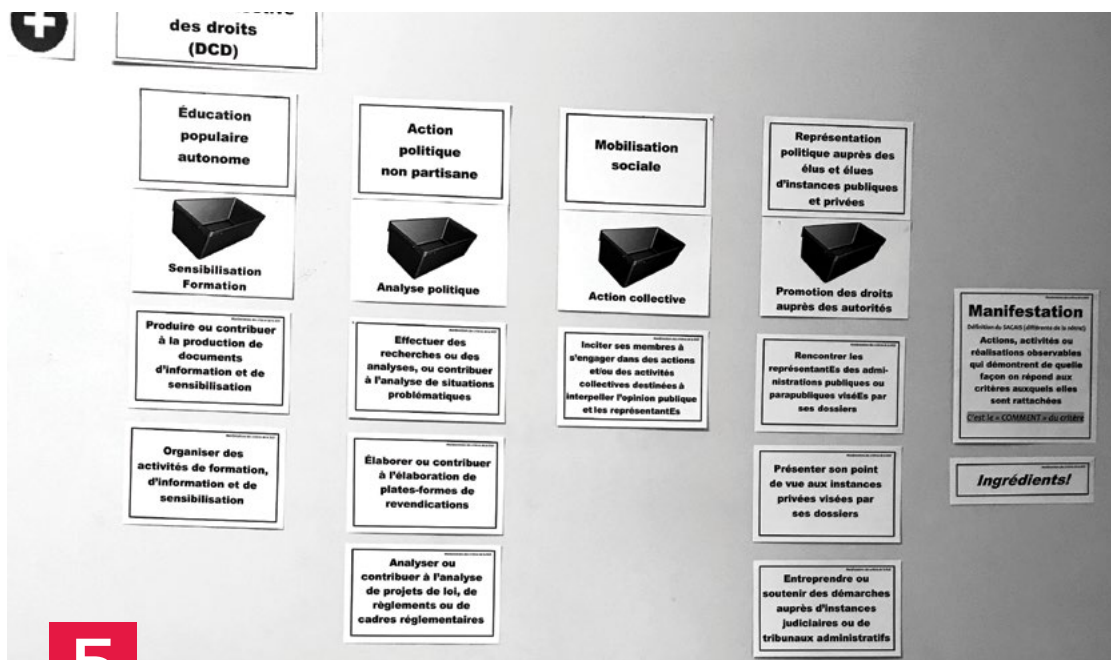 des droits
(DCD)
Éducation
populaire
autonome
Sensibilisation
Formation
Produire ou contribuer
à la production de
documents
d'information et de
sensibilisation
Organiser des
activités de formation,
d'information et de
sensibilisation
Action
politique
non partisane
Analyse politique
Effectuer des
recherches ou des
analyses, ou contribuer
à l'analyse de situations
problématiques
Élaborer ou contribuer
à l'élaboration de
plates-formes de
revendications
Analyser ou
contribuer à l'analyse
de projets de loi, de
règlements ou de
cadres réglementaires
Mobilisation
sociale
Action collective
Inciter ses membres à
s'engager dans des actions
et/ou des activités
collectives destinées à
interpeller l'opinion publique
et les représentantEs
Représentation
politique auprès des
élus et élues
d'instances publiques
et privées
Promotion des droits
auprès des autorités
Rencontrer les
représentantEs des admi-
nistrations publiques ou
parapubliques viséEs par
ses dossiers
Présenter son point
de vue aux instances
privées visées par
ses dossiers
Entreprendre ou
soutenir des démarches
auprès d'instances
judiciaires ou de
tribunaux administratifs
Manifestation
Définition du SACAIS (différente de la nôtre!)
Actions, activités ou
réalisations observables
qui démontrent de quelle
façon on répond aux
critères auxquels elles
sont rattachées
C'est le « COMMENT » du critère
Ingrédients!
5